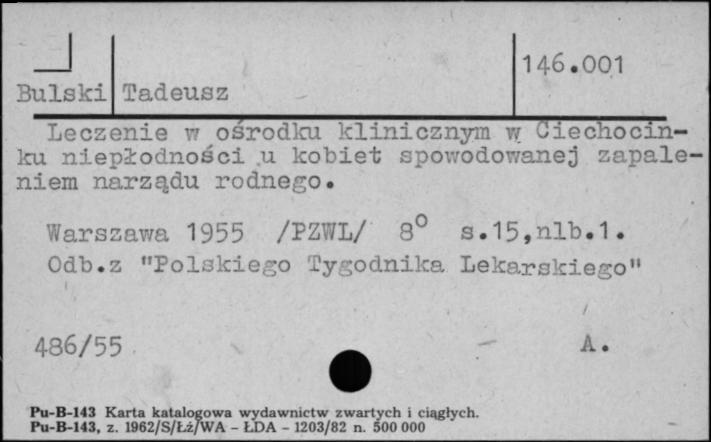 146.001
Bulski Tadeusz
Leczenie w ośrodku klinicznym w Ciechocin-
ku niepłodności u kobiet spowodowanej zapale-
niem narządu rodnego.
Warszawa 1955 /PZWL/ 8° s.15,nlb.1.
Odb.z "Polskiego Tygodnika Lekarskiego"
486/55 A.
Pu-B-143 Karta katalogowa wydawnictw zwartych i ciągłych.
Pu-B-143, z. 1962/S/Łż/WA - ŁDA - 1203/82 n. 500 000